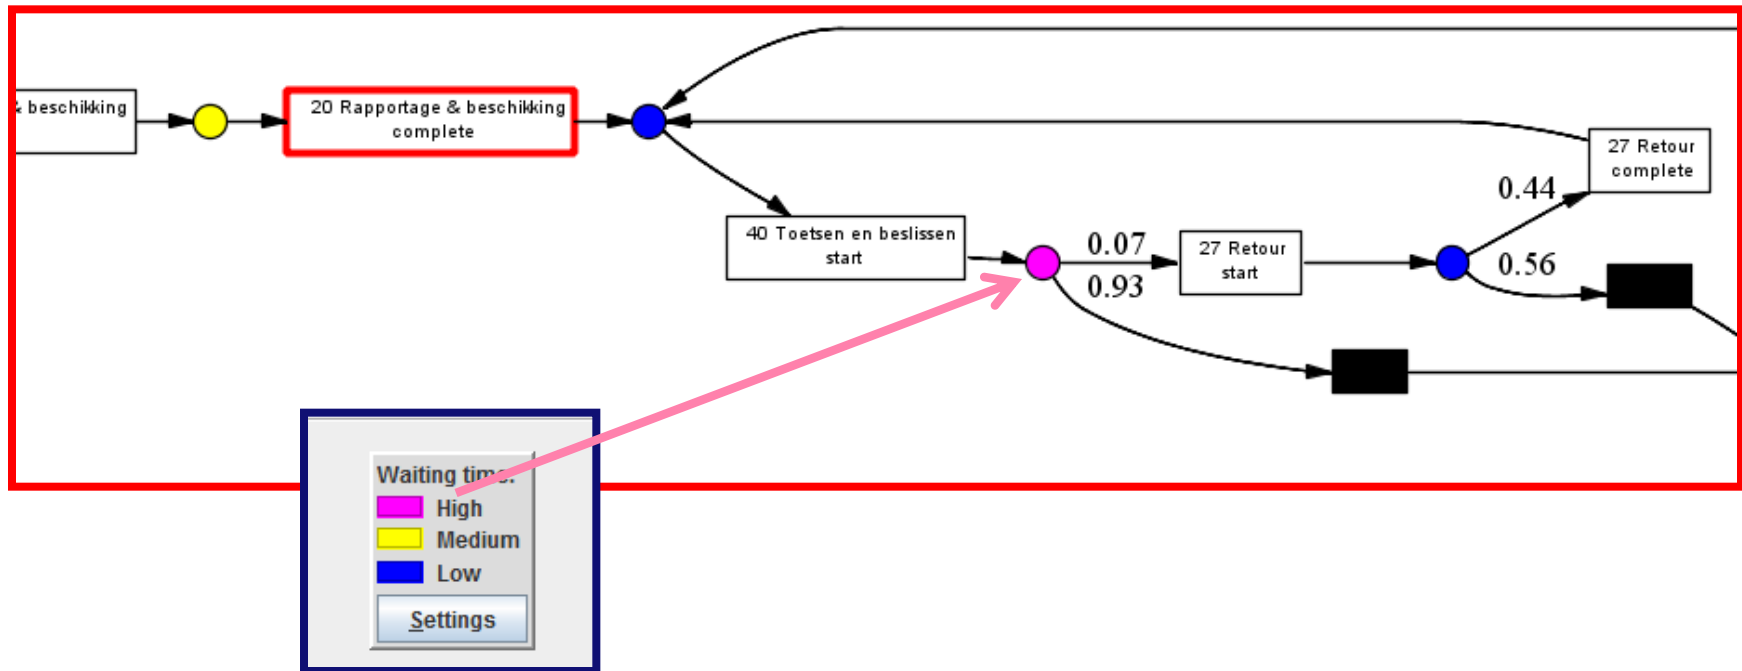 & beschikking
20 Rapportage & beschikking
complete
27 Retour
complete
0.44
40 Toetsen en beslissen
start
0.07
27 Retour
start
0.93
0.56
Waiting time:
High
Medium
Low
Settings